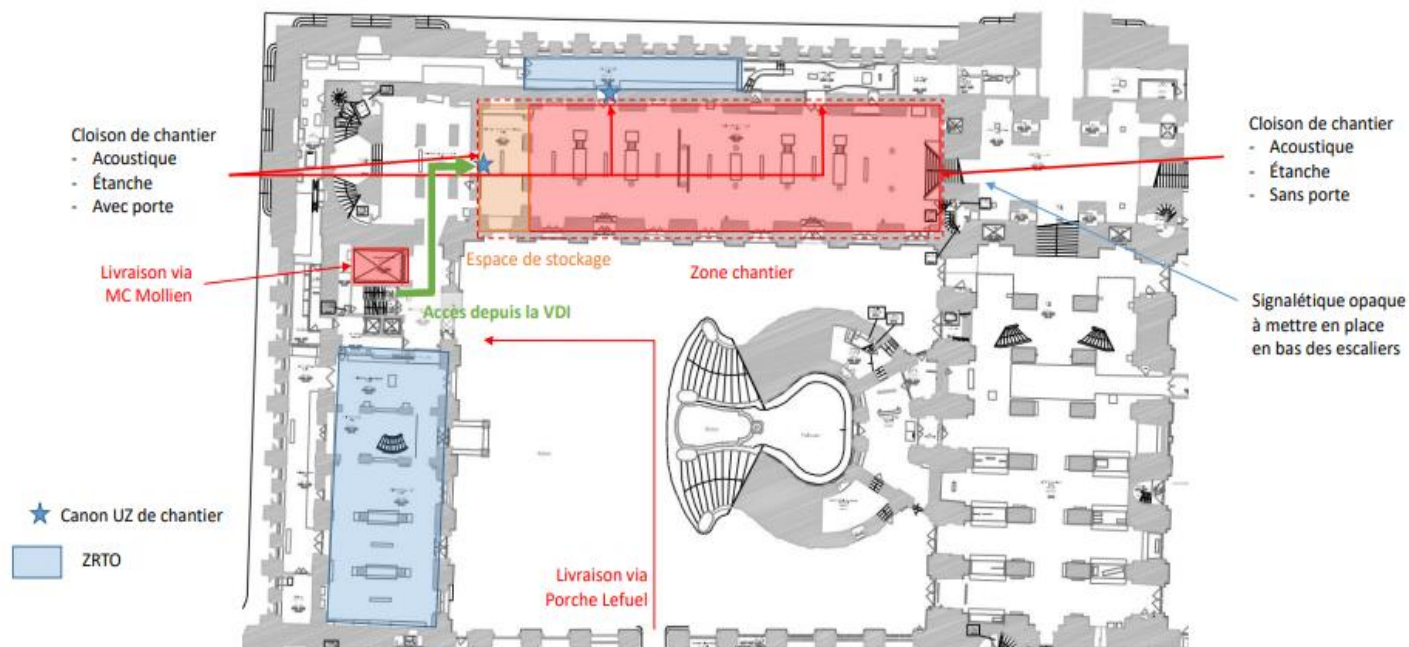 Cloison de chantier
- Acoustique
- Étanche
- Avec porte
Livraison via
MC Mollien
Espace de stockage
Zone chantier
Accès depuis la VDI
Cloison de chantier
- Acoustique
- Étanche
- Sans porte
Signalétique opaque
à mettre en place
en bas des escaliers
Canon UZ de chantier
ZRTO
Livraison via
Porche Lefuel